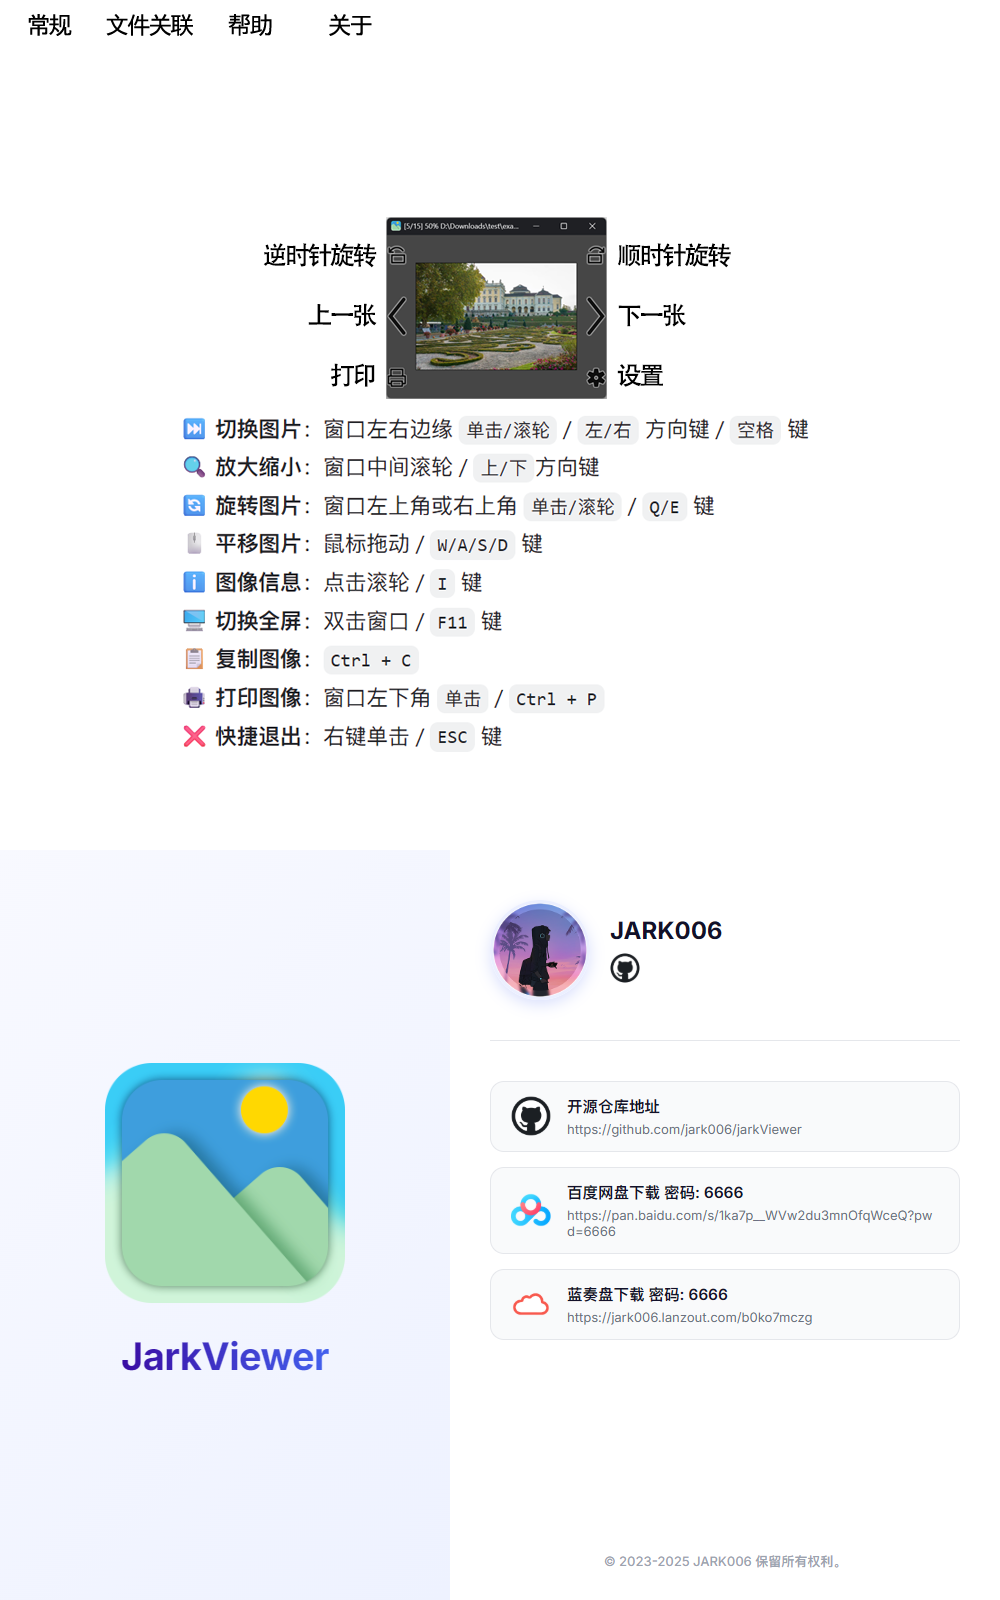 常规 文件关联 帮助 关于
[5/15] 50% D:\Downloads\test\exa...
逆时针旋转 顺时针旋转
上一张 下一张
打印 设置
切换图片：窗口左右边缘 单击/滚轮 / 左/右 方向键 / 空格 键
放大缩小：窗口中间滚轮 / 上/下 方向键
旋转图片：窗口左上角或右上角 单击/滚轮 / Q/E 键
平移图片：鼠标拖动 / W/A/S/D 键
图像信息：点击滚轮 / I 键
切换全屏：双击窗口 / F11 键
复制图像：Ctrl + C
打印图像：窗口左下角 单击 / Ctrl + P
快捷退出：右键单击 / ESC 键
JarkViewer
JARK006
开源仓库地址
https://github.com/jark006/jarkViewer
百度网盘下载 密码: 6666
https://pan.baidu.com/s/1ka7p__WVw2du3mnOfqWceQ?pw
d=6666
蓝奏盘下载 密码: 6666
https://jark006.lanzout.com/b0ko7mczg
© 2023-2025 JARK006 保留所有权利。